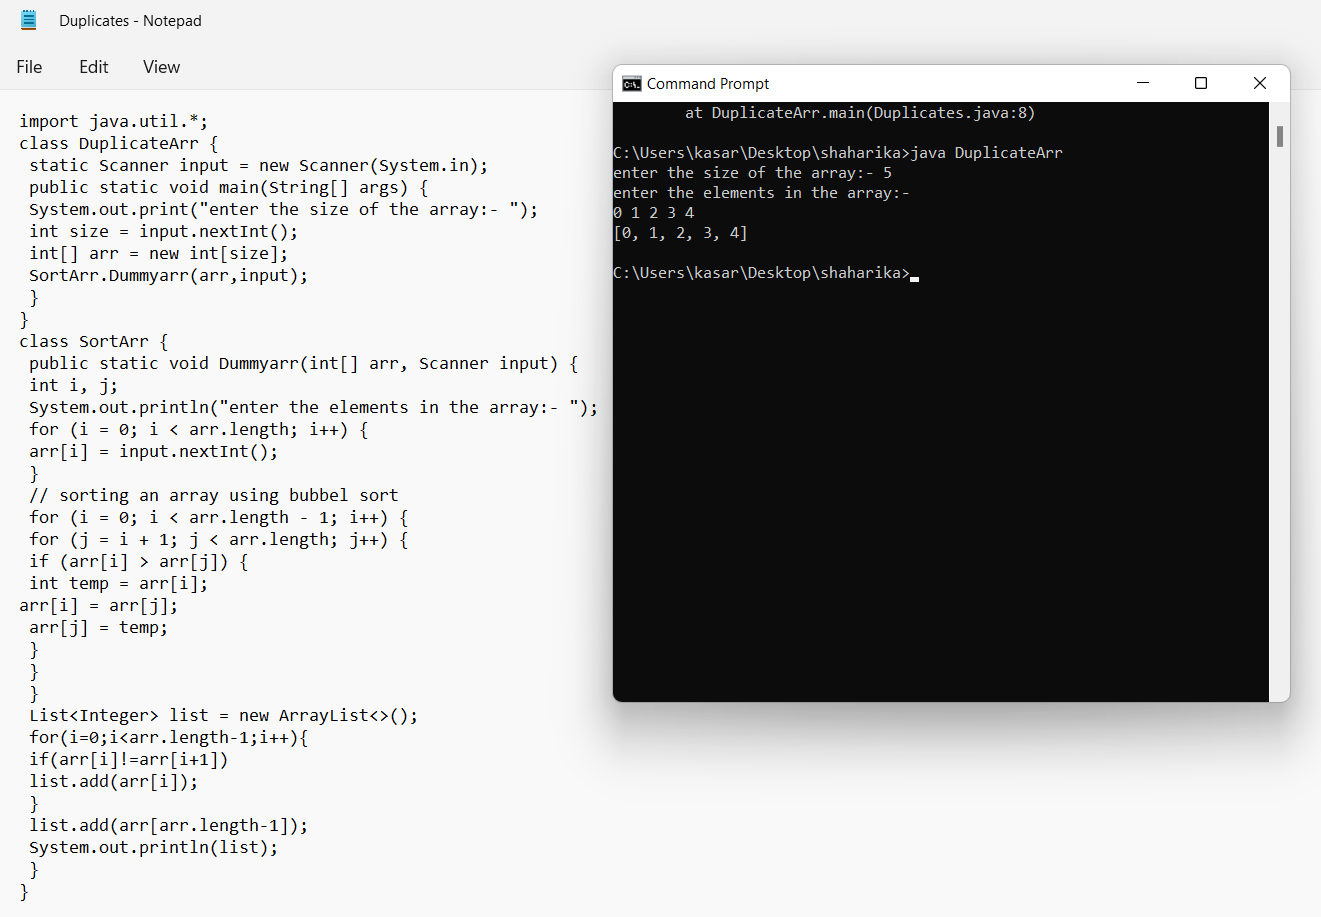 Duplicates - Notepad
File Edit View
import java.util.*;
class DuplicateArr {
static Scanner input = new Scanner(System.in);
public static void main(String[] args) {
System.out.print("enter the size of the array:- ");
int size = input.nextInt();
int[] arr = new int[size];
SortArr.Dummyarr(arr,input);
}
}
class SortArr {
public static void Dummyarr(int[] arr, Scanner input) {
int i, j;
System.out.println("enter the elements in the array:- ");
for (i = 0; i < arr.length; i++) {
arr[i] = input.nextInt();
}
// sorting an array using bubbel sort
for (i = 0; i < arr.length - 1; i++) {
for (j = i + 1; j < arr.length; j++) {
if (arr[i] > arr[j]) {
int temp = arr[i];
arr[i] = arr[j];
arr[j] = temp;
}
}
}
List<Integer> list = new ArrayList<>();
for(i=0;i<arr.length-1;i++){
if(arr[i]!=arr[i+1])
list.add(arr[i]);
}
list.add(arr[arr.length-1]);
System.out.println(list);
}
}
C:\. Command Prompt
at DuplicateArr.main(Duplicates.java:8)
C:\Users\kasar\Desktop\shaharika>java DuplicateArr
enter the size of the array:- 5
enter the elements in the array:-
0 1 2 3 4
[0, 1, 2, 3, 4]
C:\Users\kasar\Desktop\shaharika>